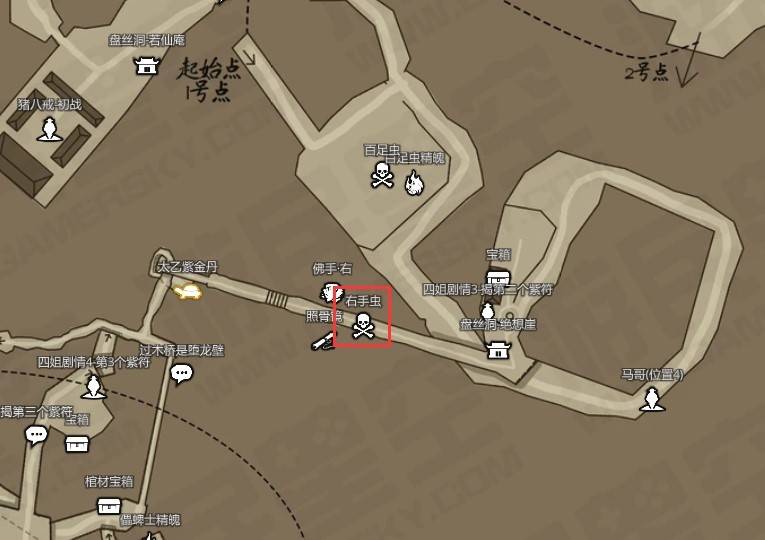 盘丝洞-若仙庵
起始点
1号点
2号点
猪八戒-初战
百足虫
百足虫精魄
宝箱
太乙紫金丹
佛手·右
四姐剧情3-揭第二个紫符
右手虫
照骨镜
盘丝洞-绝想崖
过木桥是堕龙壁
四姐剧情4-第3个紫符
马哥(位置4)
揭第三个紫符
宝箱
棺材宝箱
儡蜱士精魄